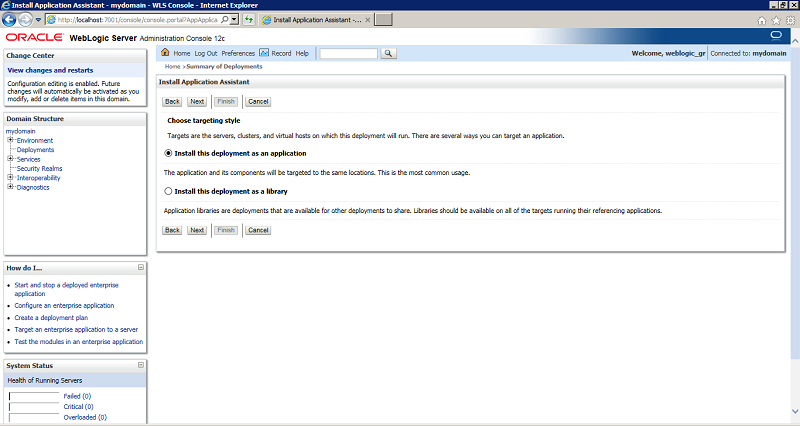 Install Application Assistant - mydomain - WLS Console - Internet Explorer
http://localhost:7001/console/console.portal?AppApplica
Install Application Assistant -...
ORACLE WebLogic Server Administration Console 12c
Change Center
View changes and restarts
Configuration editing is enabled. Future
changes will automatically be activated as you
modify, add or delete items in this domain.
Domain Structure
mydomain
Environment
Deployments
Services
Security Realms
Interoperability
Diagnostics
How do I...
Start and stop a deployed enterprise
application
Configure an enterprise application
Create a deployment plan
Target an enterprise application to a server
Test the modules in an enterprise application
System Status
Health of Running Servers
Failed (0)
Critical (0)
Overloaded (0)
Home Log Out Preferences Record Help
Welcome, weblogic_gr Connected to: mydomain
Home >Summary of Deployments
Install Application Assistant
Back Next Finish Cancel
Choose targeting style
Targets are the servers, clusters, and virtual hosts on which this deployment will run. There are several ways you can target an application.
Install this deployment as an application
The application and its components will be targeted to the same locations. This is the most common usage.
Install this deployment as a library
Application libraries are deployments that are available for other deployments to share. Libraries should be available on all of the targets running their referencing applications.
Back Next Finish Cancel